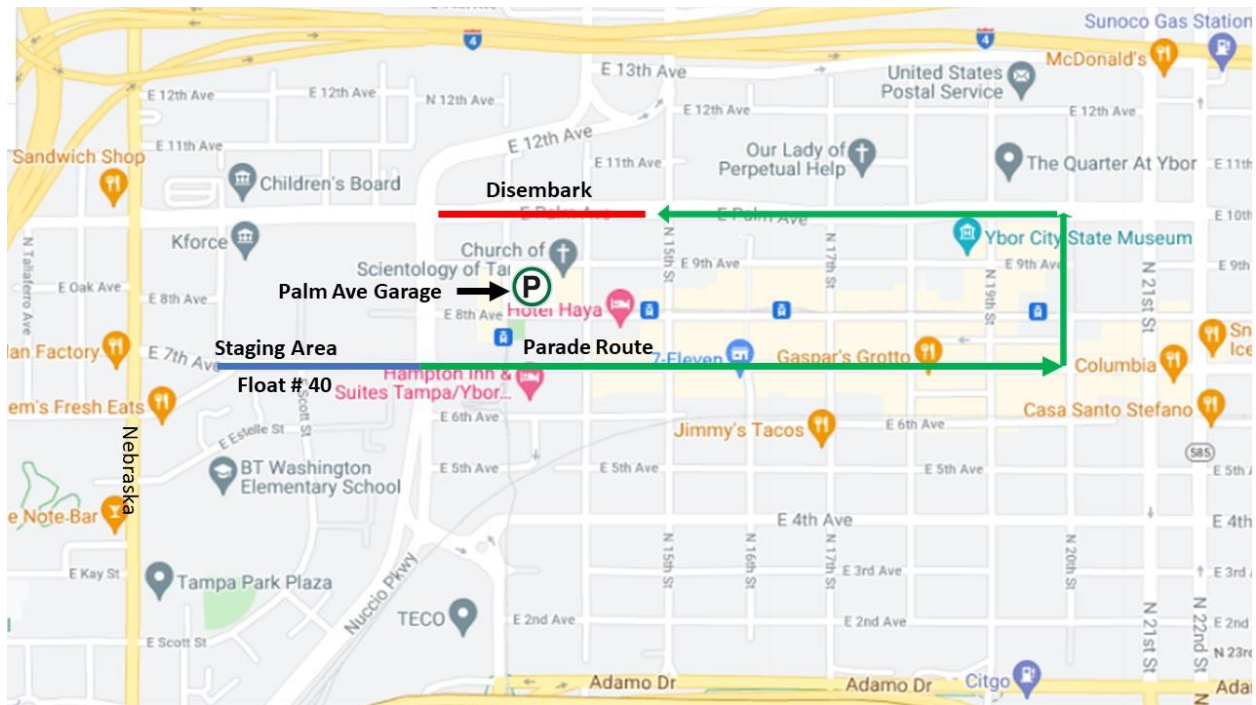 Sunoco Gas Station
4
4
McDonald's
E 13th Ave
United States
Postal Service
E 12th Ave
E 12th Ave
N 12th Ave
E 12th Ave
E 12th Ave
E 12th Ave
E 11th Ave
Sandwich Shop
E 11th Ave
Our Lady of
Perpetual Help
The Quarter At Ybor
E 11th
Children's Board
Disembark
E Palm Ave
E Palm Ave
E 10th
Kforce
N Tallaferro Ave
Church of
Scientology of Ta
N 15th St
N 17th St
Ybor City State Museum
E 9th Ave
E 9th Ave
E 9th
E Oak Ave
Palm Ave Garage
P
E 8th Ave
E 8th Ave
Hotel Haya
N 19th St
N 21st St
Staging Area
Parade Route
an Factory
E 7th Ave
7-Eleven
Gaspar's Grotto
Columbia
Sn
Ice
Float # 40
Hampton Inn &
Suites Tampa/Ybor...
em's Fresh Eats
Scott St
E 6th Ave
Jimmy's Tacos
E 6th Ave
Casa Santo Stefano
E Estelle St
Nebraska
585
BT Washington
Elementary School
E 5th Ave
E 5th Ave
E 5th Ave
E 5th A
e Note-Bar
E 4th Ave
E 4th
Nuccio Pkwy
N 15th St
N 16th St
N 17th St
N 20th St
E Kay St
Tampa Park Plaza
E 3rd Ave
E 3rd
TECO
E 2nd Ave
E 2nd Ave
E 2nd
N 21st St
N 22nd St
E Scott St
N 23r
Adamo Dr
Adamo Dr
Citgo
Ada